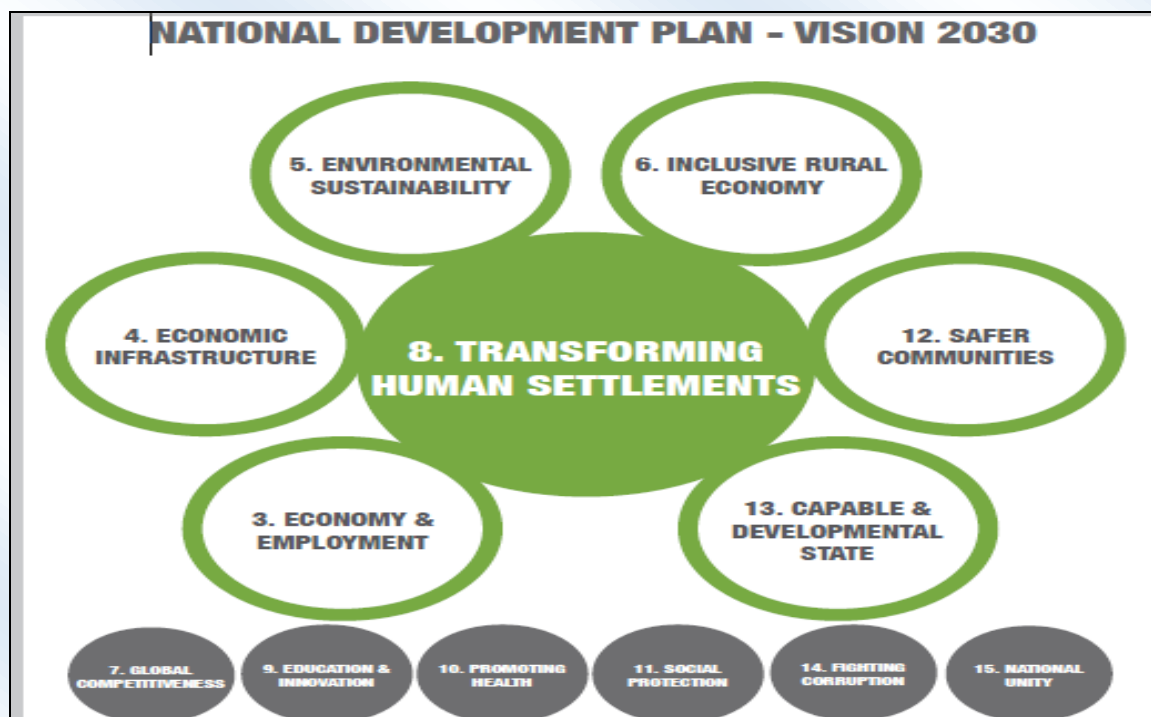 NATIONAL DEVELOPMENT PLAN – VISION 2030
5. ENVIRONMENTAL
SUSTAINABILITY
6. INCLUSIVE RURAL
ECONOMY
4. ECONOMIC
INFRASTRUCTURE
8. TRANSFORMING
HUMAN SETTLEMENTS
12. SAFER
COMMUNITIES
3. ECONOMY &
EMPLOYMENT
13. CAPABLE &
DEVELOPMENTAL
STATE
7. GLOBAL
COMPETITIVENESS
9. EDUCATION &
INNOVATION
10. PROMOTING
HEALTH
11. SOCIAL
PROTECTION
14. FIGHTING
CORRUPTION
15. NATIONAL
UNITY